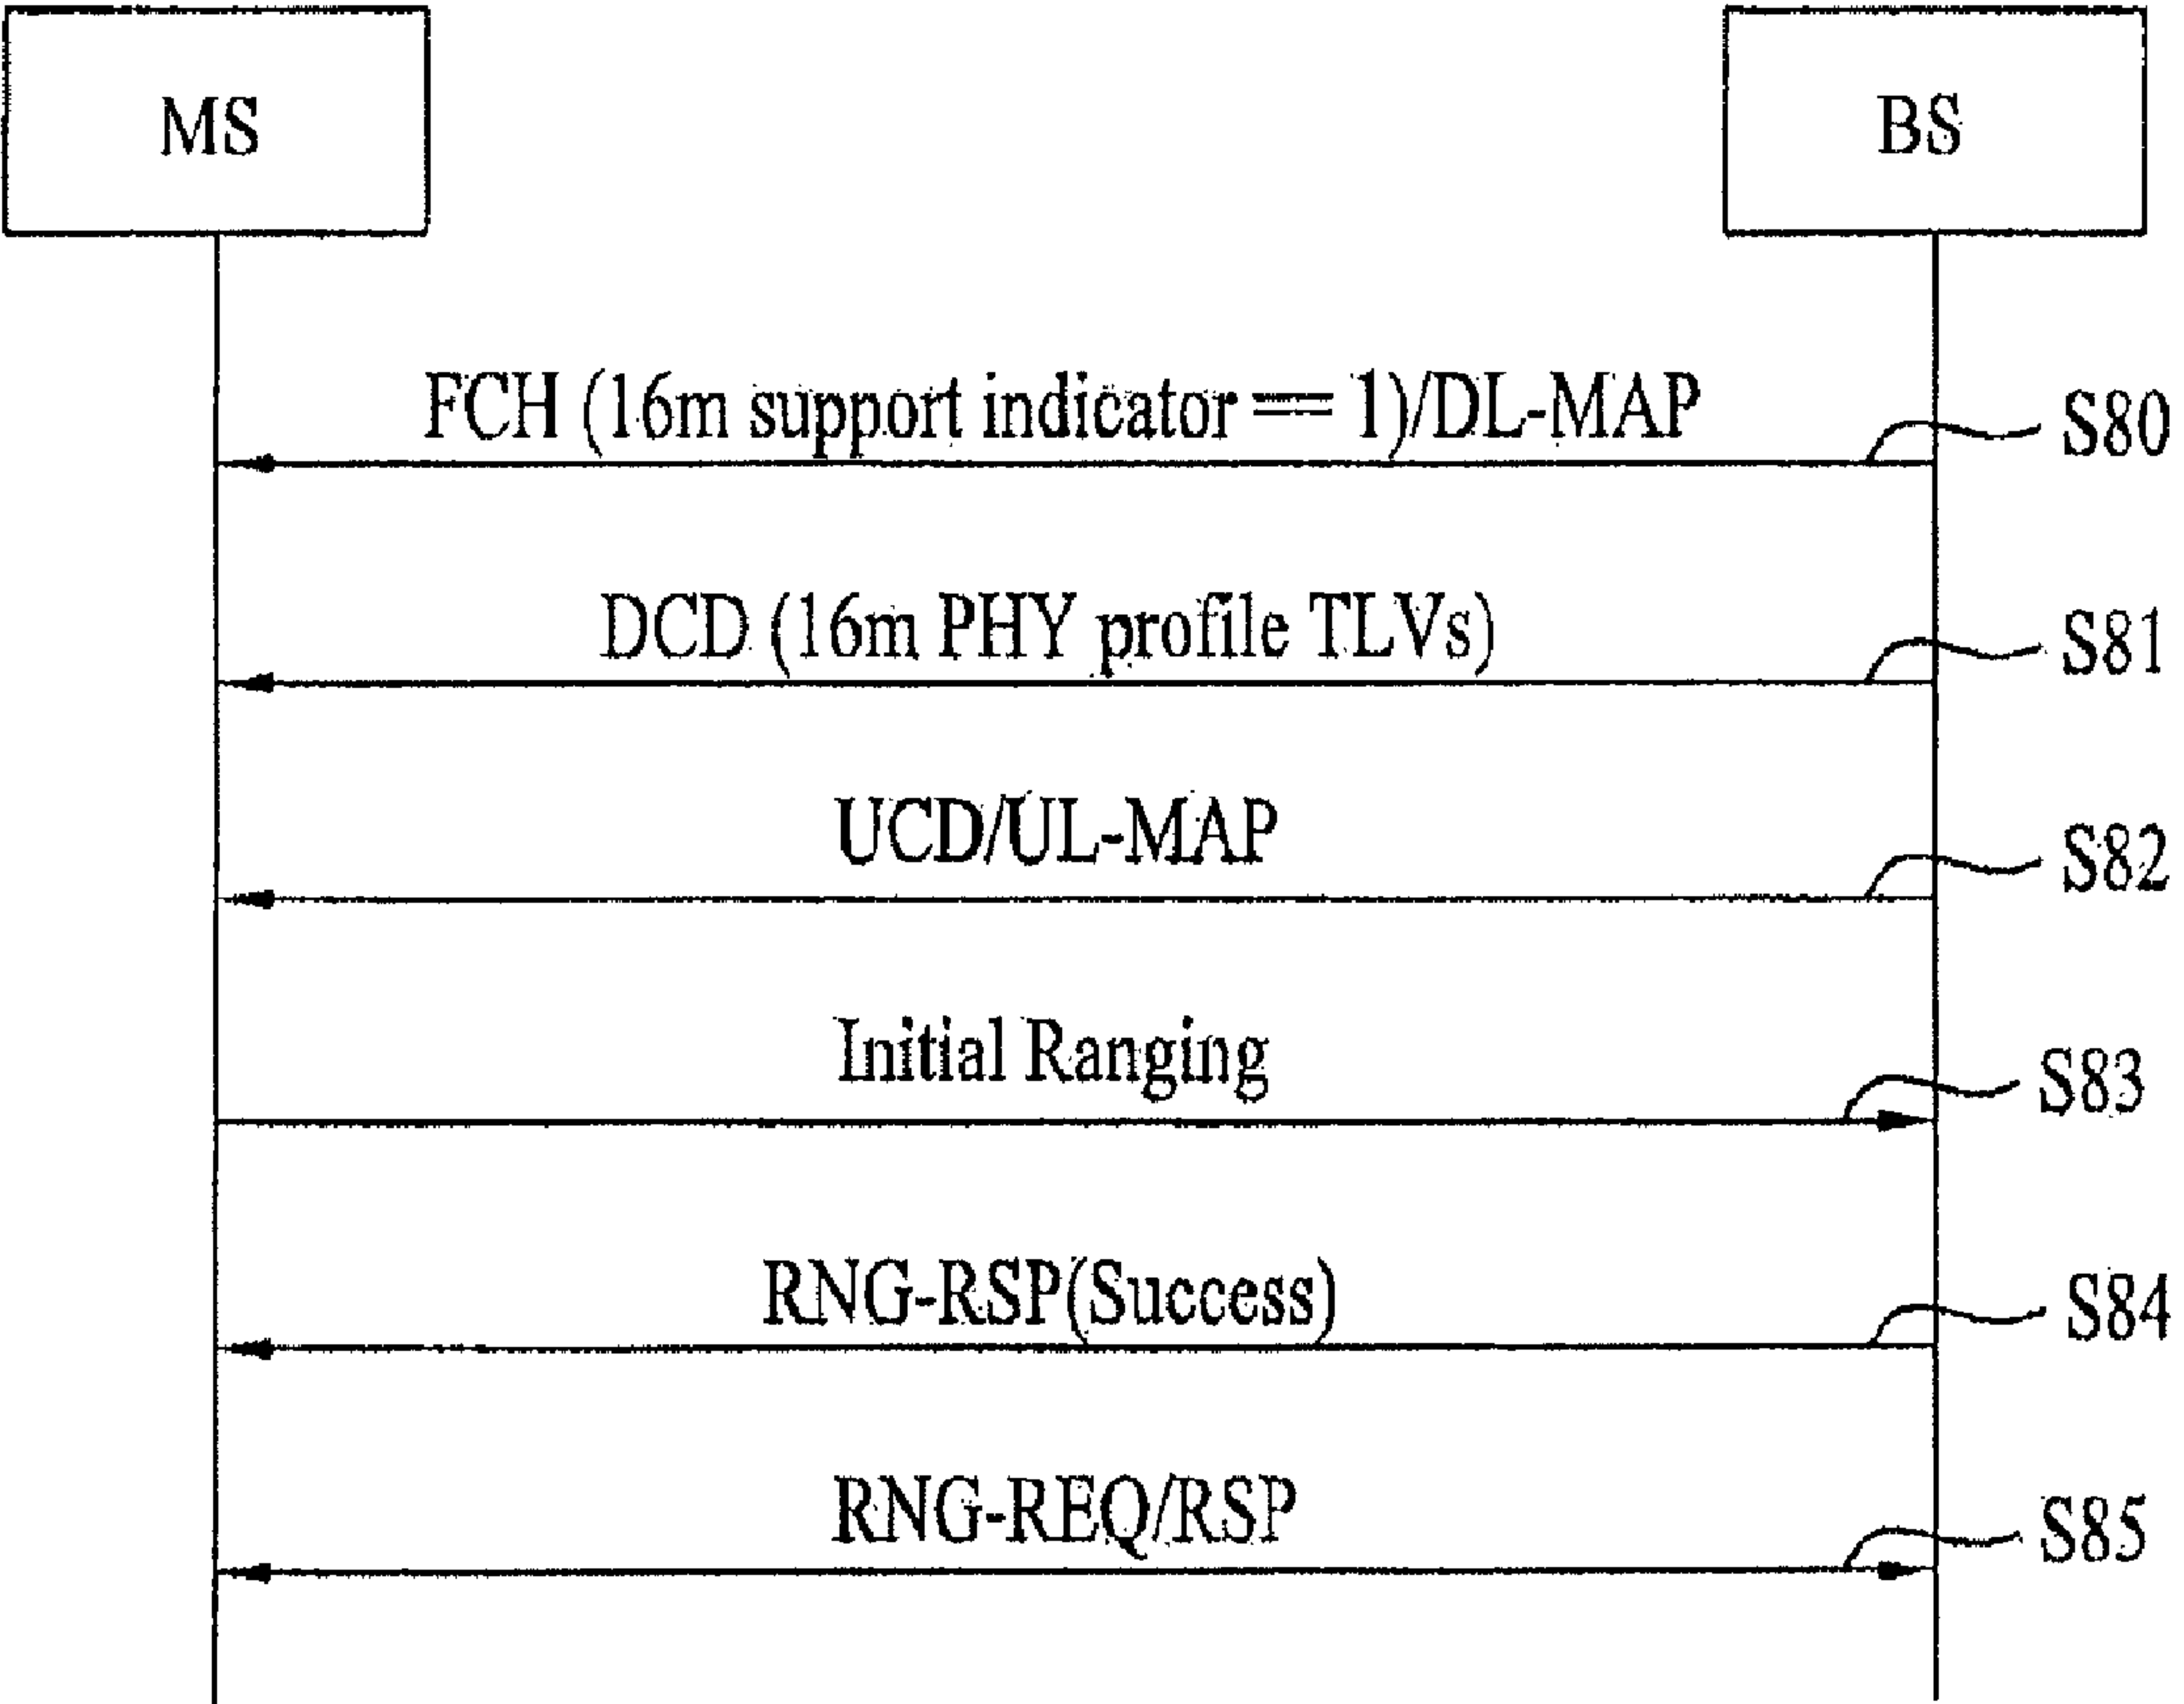 MS
BS
FCH (16m support indicator == 1)/DL-MAP
S80
DCD (16m PHY profile TLVs)
S81
UCD/UL-MAP
S82
Initial Ranging
S83
RNG-RSP(Success)
S84
RNG-REQ/RSP
S85